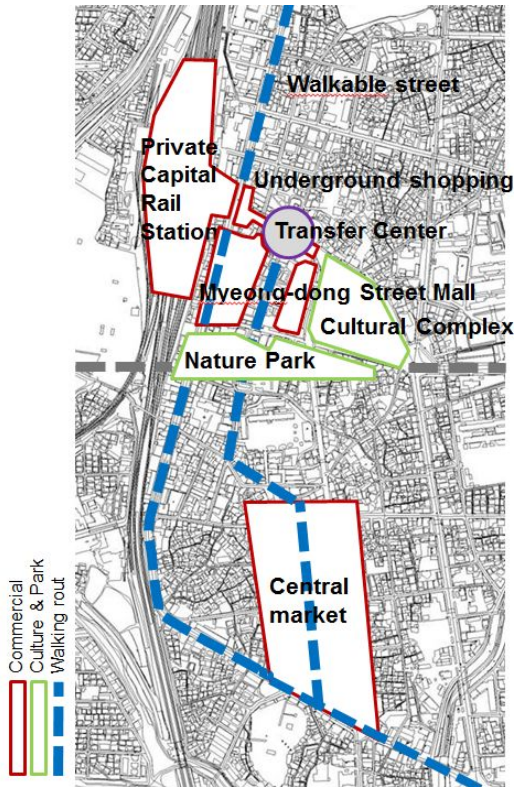 Walkable street
Private
Capital
Rail
Station
Underground shopping
Transfer Center
Myeong-dong Street Mall
Cultural Complex
Nature Park
Central
market
Commercial
Culture & Park
Walking rout